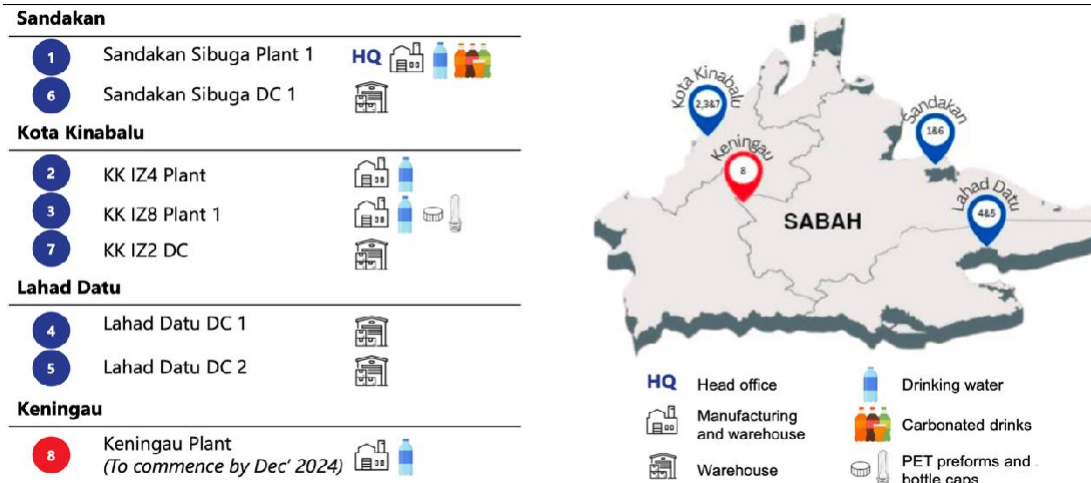 Sandakan
1 Sandakan Sibuga Plant 1 HQ
6 Sandakan Sibuga DC 1
Kota Kinabalu
2 KK IZ4 Plant
3 KK IZ8 Plant 1
7 KK IZ2 DC
Lahad Datu
4 Lahad Datu DC 1
5 Lahad Datu DC 2
Keningau
8 Keningau Plant
(To commence by Dec' 2024)
Kota Kinabalu
2,3&7
Sandakan
1&6
Keningau
8
Lahad Datu
4&5
SABAH
HQ Head office
Drinking water
Manufacturing
and warehouse
Carbonated drinks
Warehouse
PET preforms and
bottle caps